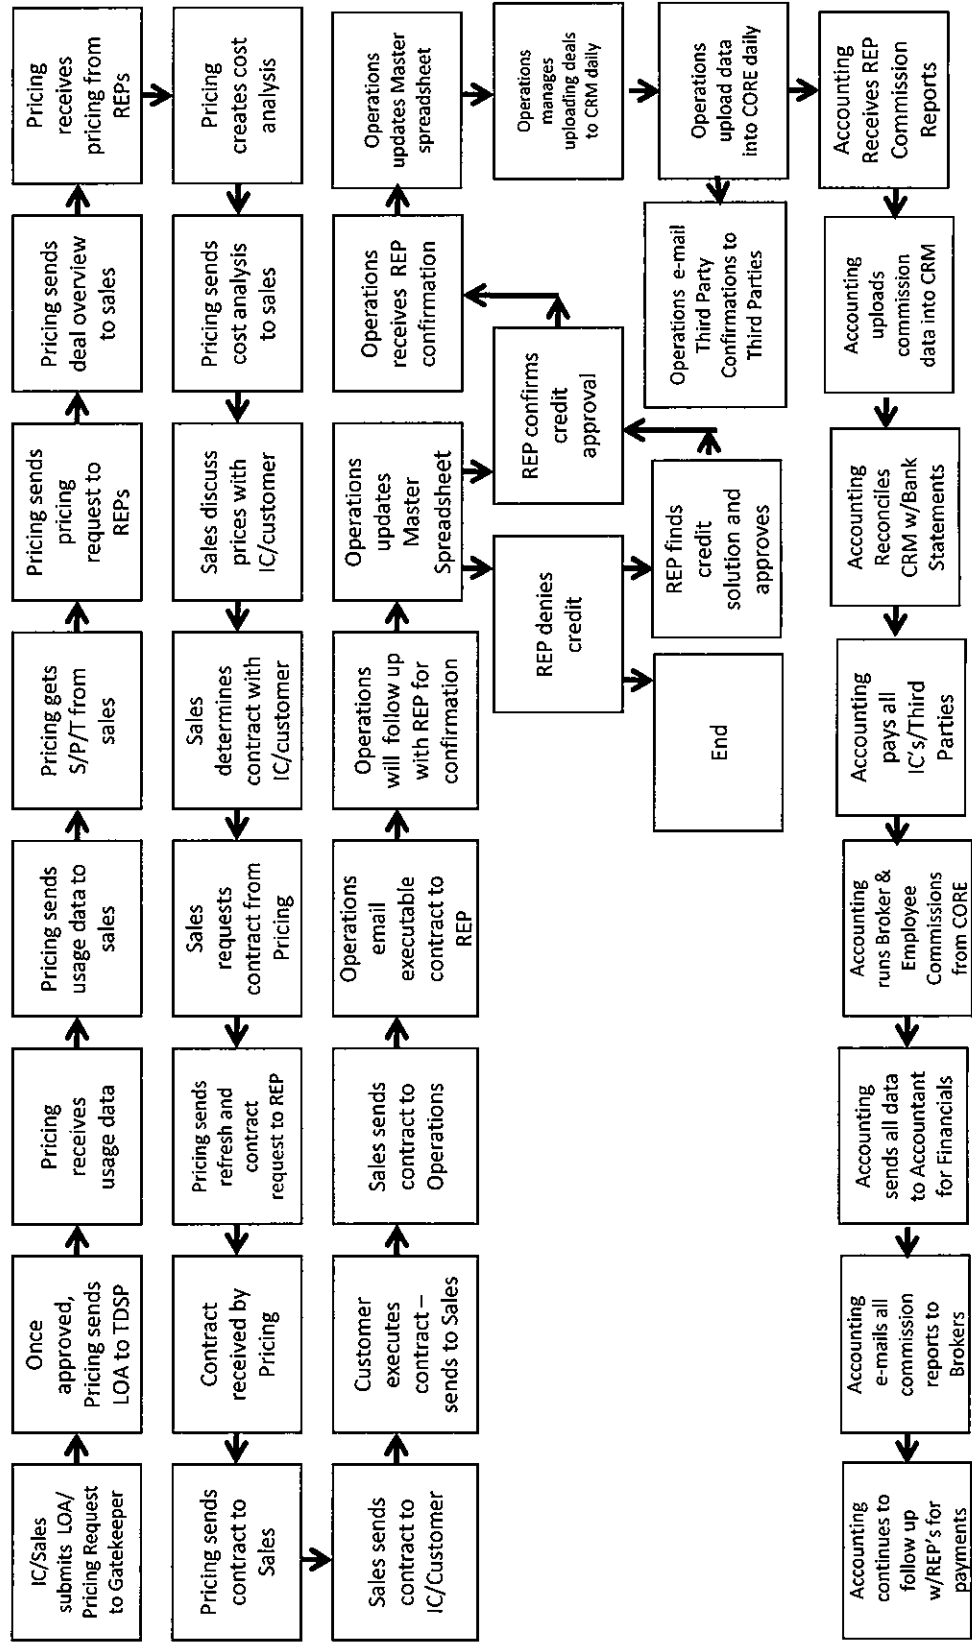 IC/Sales
submits LOA/
Pricing Request
to Gatekeeper
Once
approved,
Pricing sends
LOA to TDSP
Pricing
receives
usage data
Pricing sends
usage data to
sales
Pricing gets
S/P/T from
sales
Pricing sends
pricing
request to
REPs
Pricing sends
deal overview
to sales
Pricing
receives
pricing from
REPs
Pricing
creates cost
analysis
Pricing sends
cost analysis
to sales
Sales discuss
prices with
IC/customer
Sales
determines
contract with
IC/customer
Sales
requests
contract from
Pricing
Pricing sends
refresh and
contract
request to REP
Contract
received by
Pricing
Pricing sends
contract to
Sales
Sales sends
contract to
IC/Customer
Customer
executes
contract –
sends to Sales
Sales sends
contract to
Operations
Operations
email
executable
contract to
REP
Operations
will follow up
with REP for
confirmation
Operations
updates
Master
Spreadsheet
REP denies
credit
End
REP finds
credit
solution and
approves
REP confirms
credit
approval
Operations
receives REP
confirmation
Operations
updates Master
spreadsheet
Operations
manages
uploading deals
to CRM daily
Operations
upload data
into CORE daily
Operations e-mail
Third Party
Confirmations to
Third Parties
Accounting
Receives REP
Commission
Reports
Accounting
uploads
commission
data into CRM
Accounting
Reconciles
CRM w/Bank
Statements
Accounting
pays all
IC's/Third
Parties
Accounting
runs Broker &
Employee
Commissions
from CORE
Accounting
sends all data
to Accountant
for Financials
Accounting
e-mails all
commission
reports to
Brokers
Accounting
continues to
follow up
w/REP's for
payments